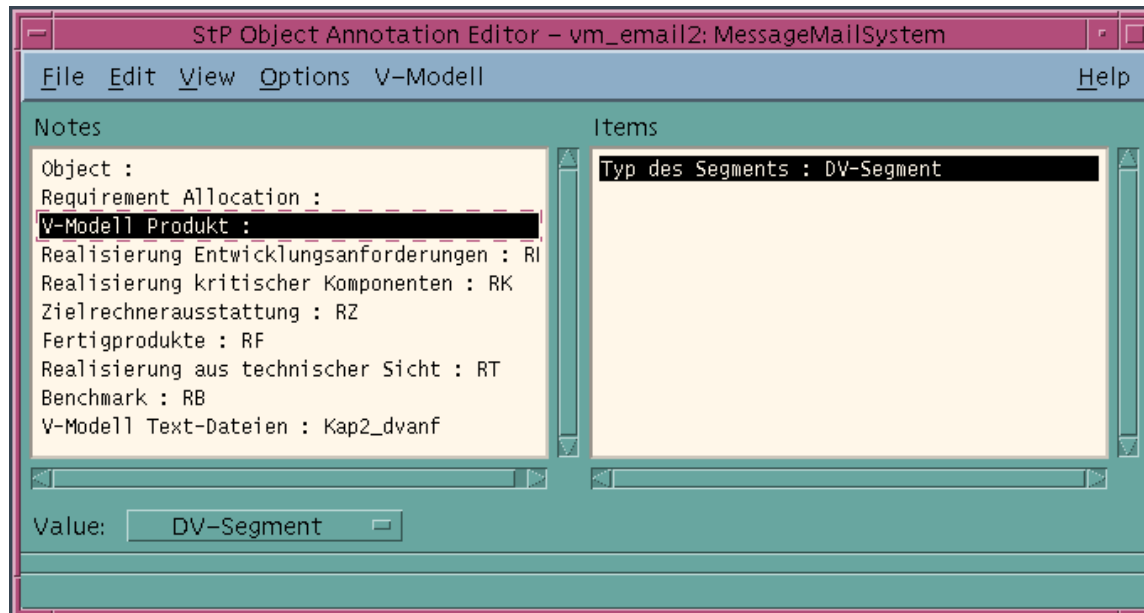 StP Object Annotation Editor – vm_email2: MessageMailSystem
File Edit View Options V–Modell Help
Notes
Object :
Requirement Allocation :
V-Modell Produkt :
Realisierung Entwicklungsanforderungen :
Realisierung kritischer Komponenten : RK
Zielrechnerausstattung : RZ
Fertigprodukte : RF
Realisierung aus technischer Sicht : RT
Benchmark : RB
V-Modell Text-Dateien : Kap2_dvanf
Items
Typ des Segments : DV-Segment
Value: DV–Segment